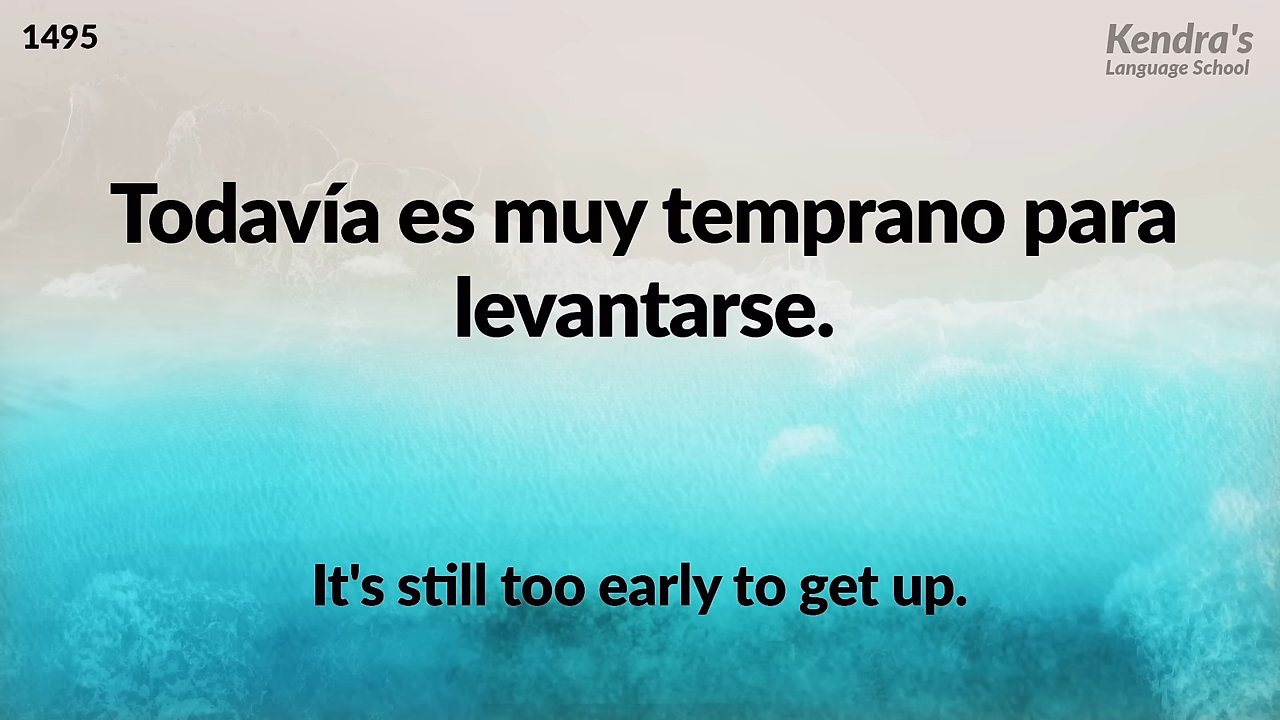 1495
Kendra's
Language School
Todavía es muy temprano para
levantarse.
It's still too early to get up.